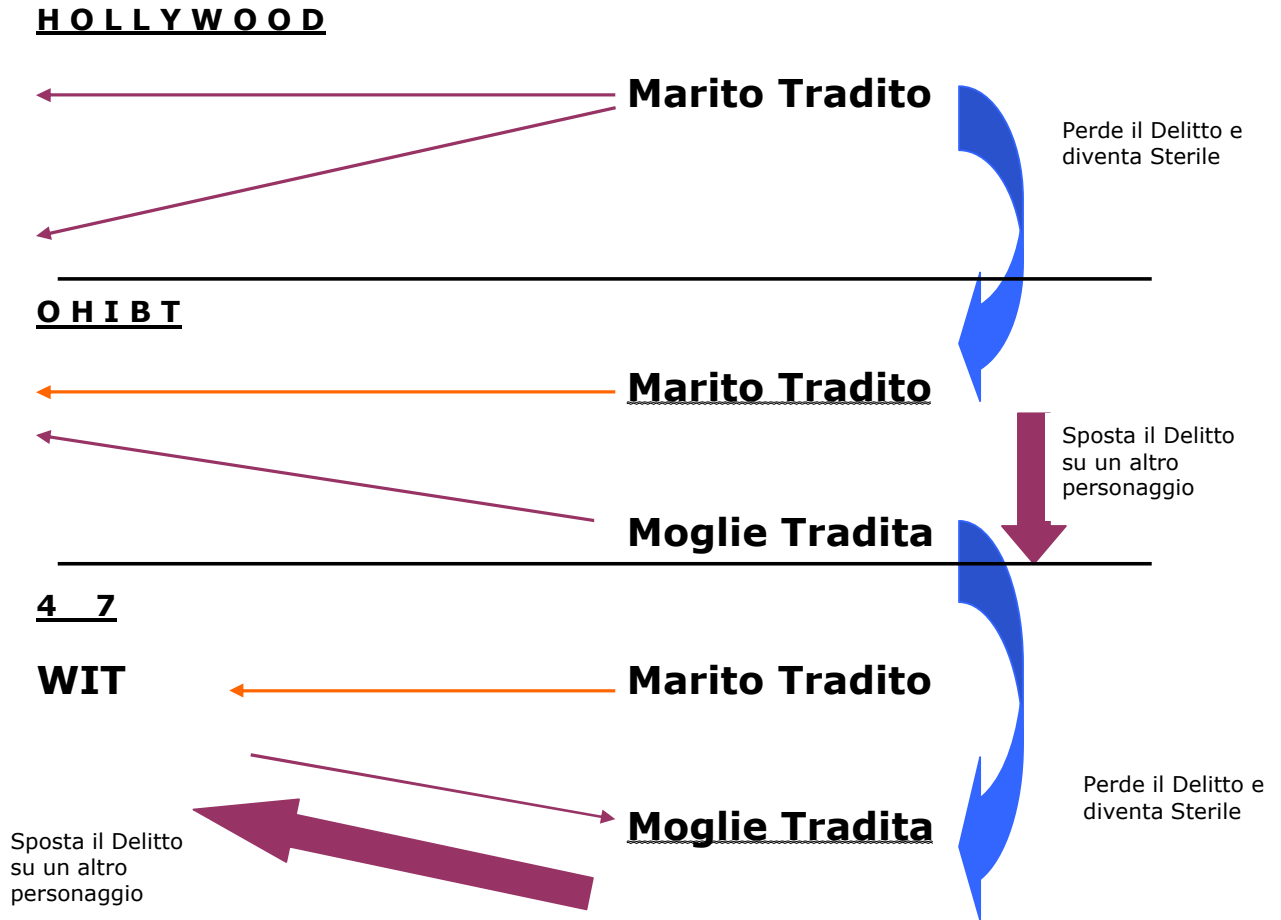 H O L L Y W O O D
Marito Tradito
Perde il Delitto e
diventa Sterile
O H I B T
Marito Tradito
Sposta il Delitto
su un altro
personaggio
Moglie Tradita
4 7
WIT
Marito Tradito
Perde il Delitto e
diventa Sterile
Moglie Tradita
Sposta il Delitto
su un altro
personaggio